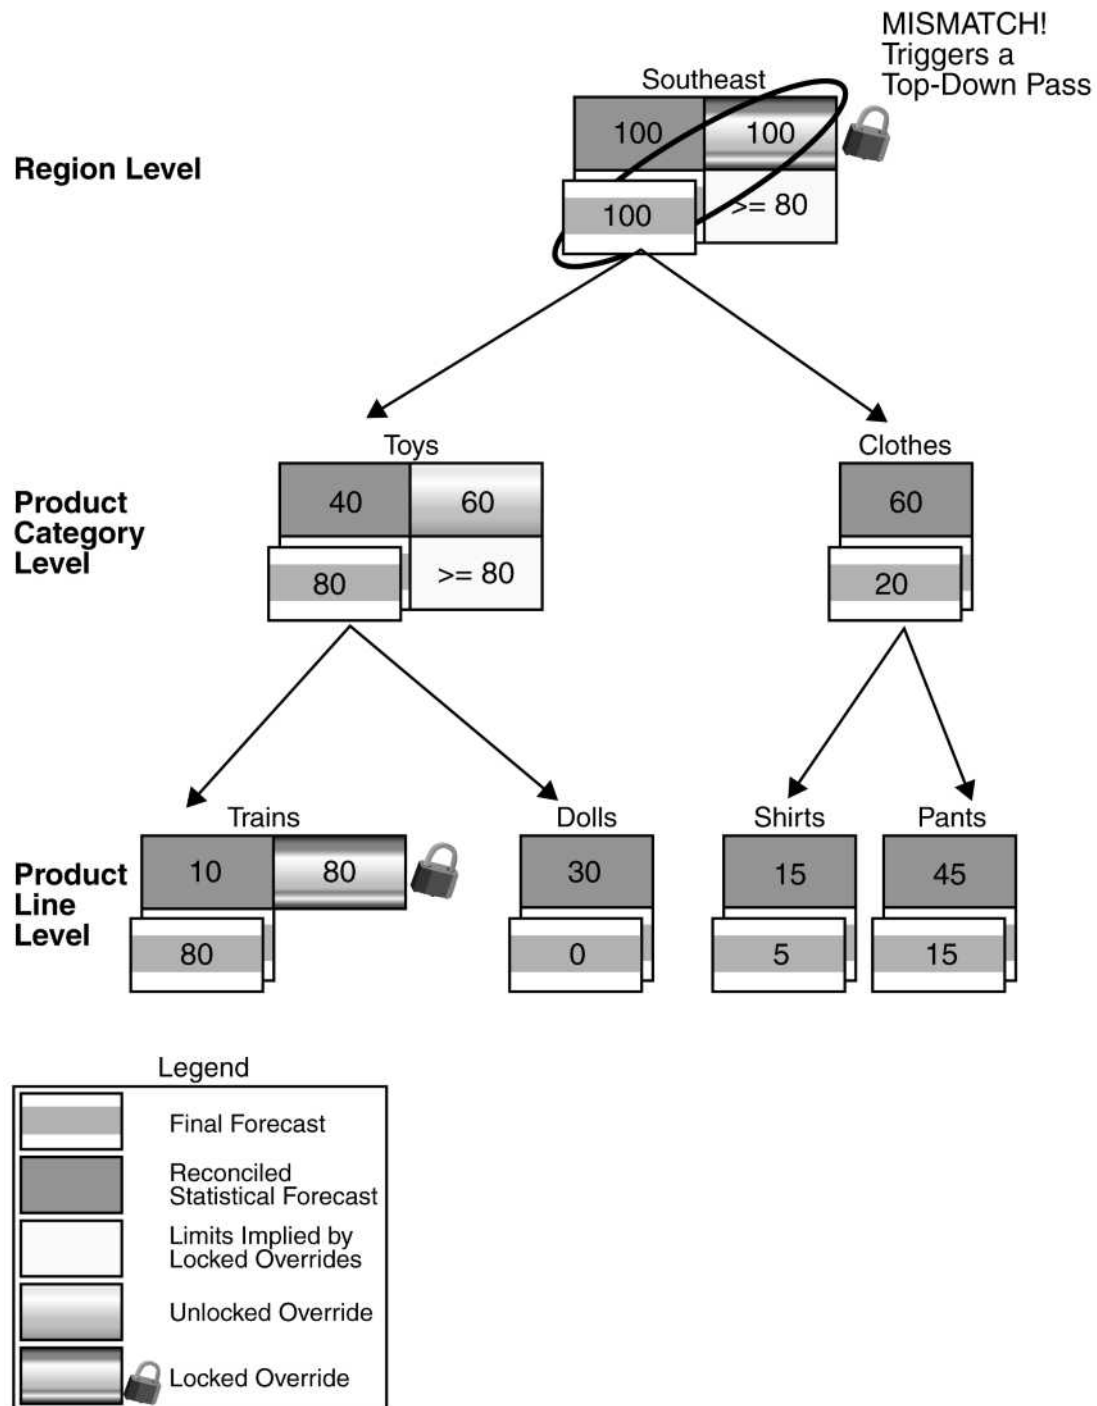 MISMATCH!
Triggers a
Top-Down Pass
Southeast
100 100
Region Level
100 >= 80
Toys Clothes
40 60 60
Product
Category
Level
80 >= 80 20
Trains Dolls Shirts Pants
10 80 30 15 45
Product
Line
Level
80 0 5 15
Legend
Final Forecast
Reconciled
Statistical Forecast
Limits Implied by
Locked Overrides
Unlocked Override
Locked Override